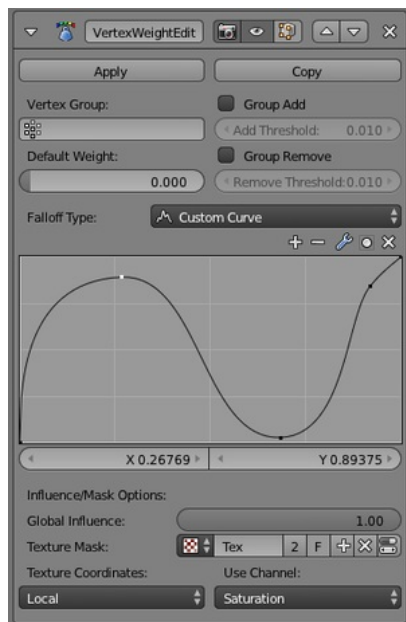 VertexWeightEdit
Apply Copy
Vertex Group: Group Add
Add Threshold: 0.010
Default Weight: Group Remove
0.000 Remove Threshold: 0.010
Falloff Type: Custom Curve
X 0.26769 Y 0.89375
Influence/Mask Options:
Global Influence: 1.00
Texture Mask: Tex 2 F
Texture Coordinates: Use Channel:
Local Saturation